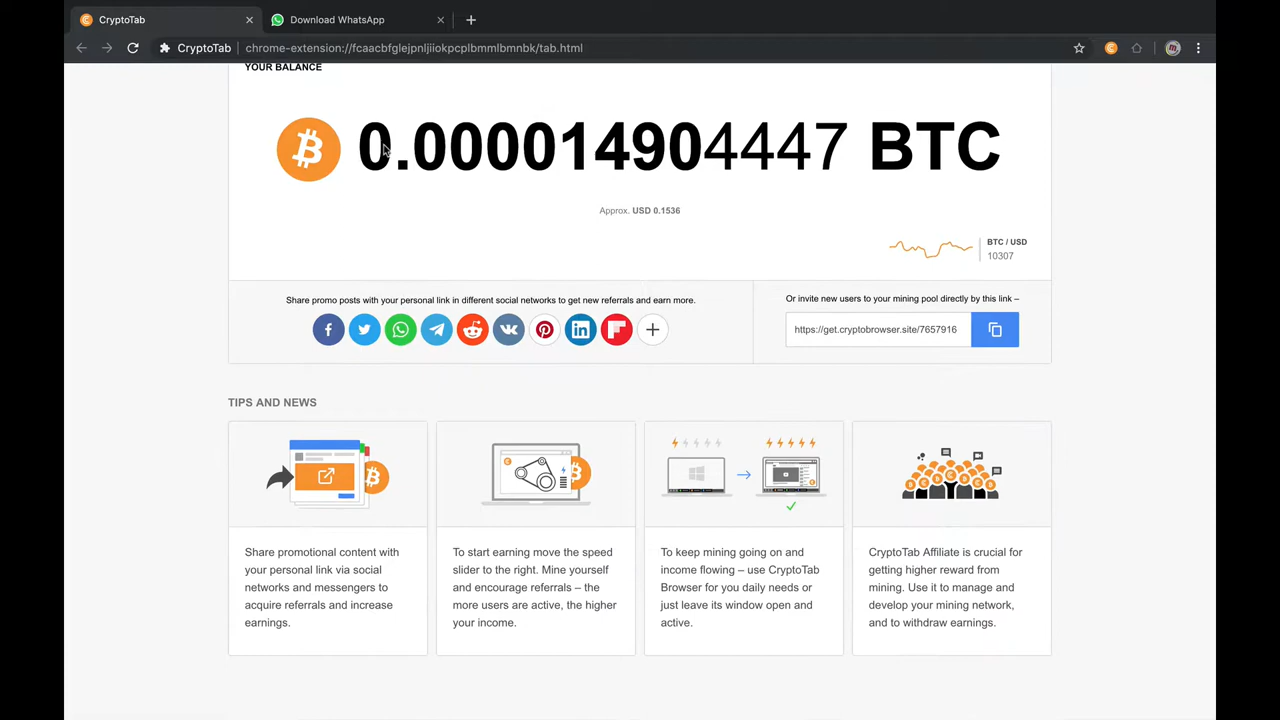 CryptoTab
Download WhatsApp
CryptoTab
chrome-extension://fcaacbfglejpnljiiokpcplbmmlbmnbk/tab.html
YOUR BALANCE
0.000014904447 BTC
Approx. USD 0.1536
BTC / USD
10307
Share promo posts with your personal link in different social networks to get new referrals and earn more.
Or invite new users to your mining pool directly by this link –
https://get.cryptobrowser.site/7657916
TIPS AND NEWS
Share promotional content with
your personal link via social
networks and messengers to
acquire referrals and increase
earnings.
To start earning move the speed
slider to the right. Mine yourself
and encourage referrals – the
more users are active, the higher
your income.
To keep mining going on and
income flowing – use CryptoTab
Browser for you daily needs or
just leave its window open and
active.
CryptoTab Affiliate is crucial for
getting higher reward from
mining. Use it to manage and
develop your mining network,
and to withdraw earnings.